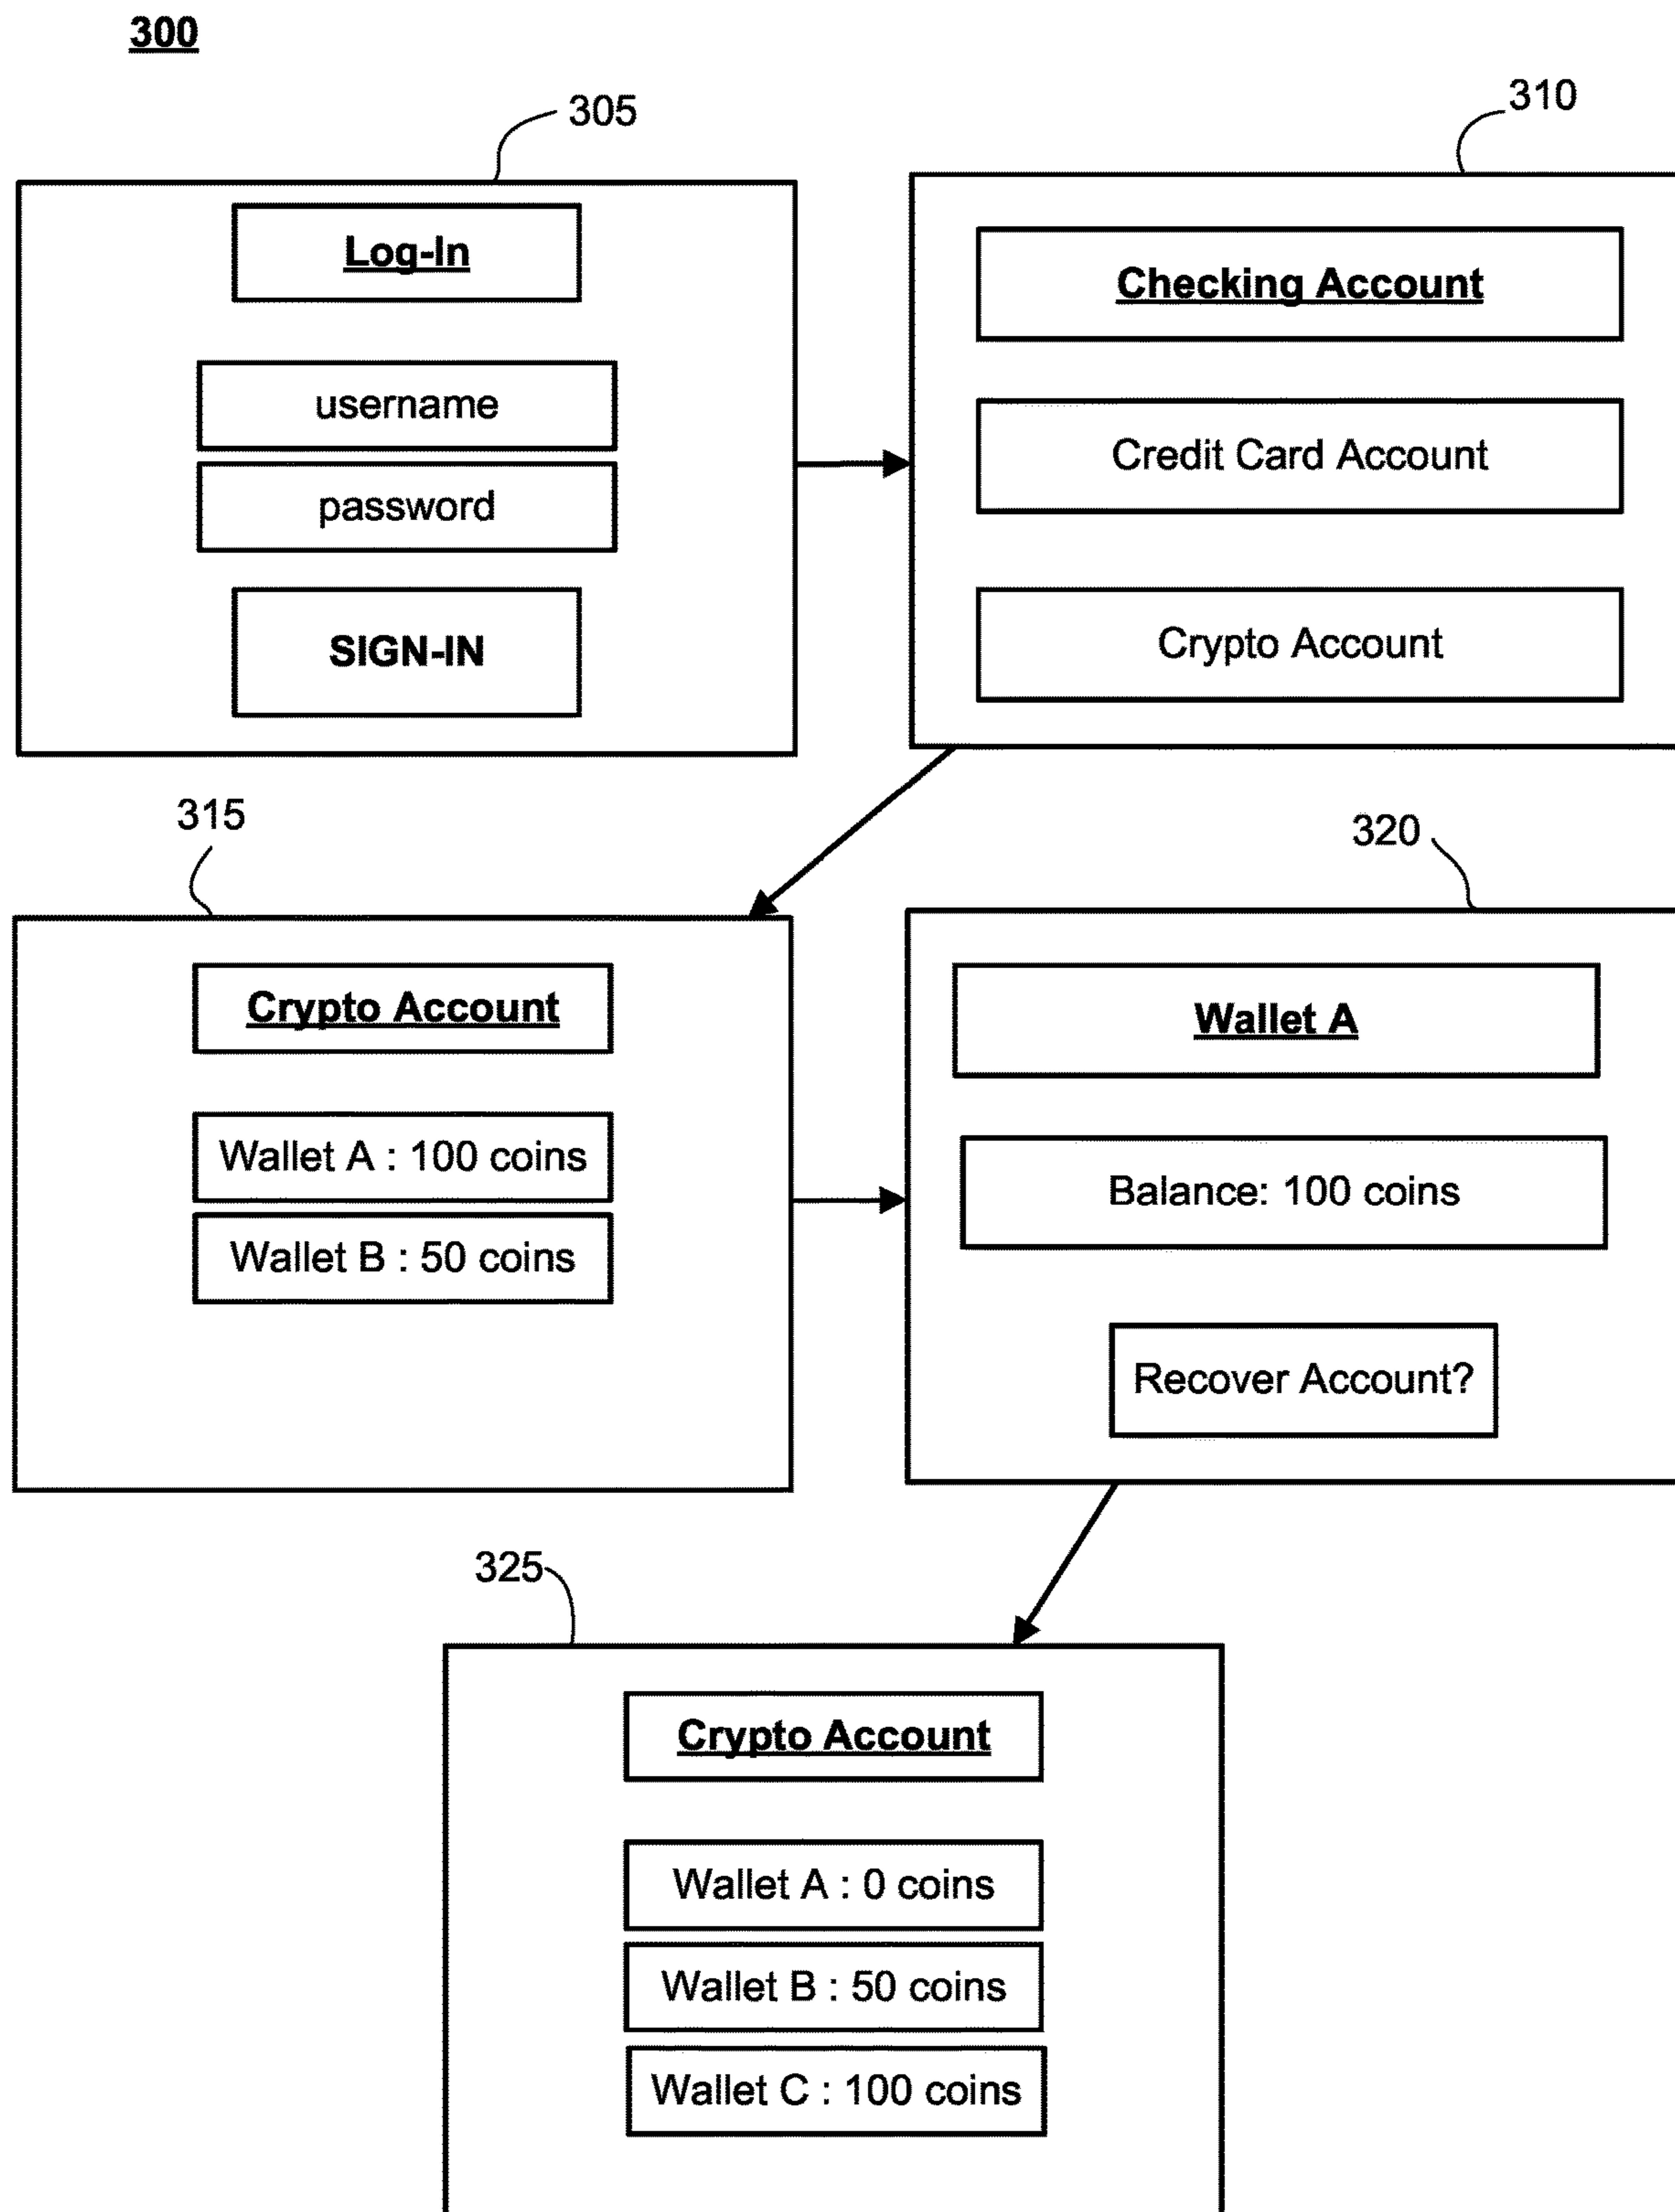 300
305
310
Log-In
username
password
SIGN-IN
Checking Account
Credit Card Account
Crypto Account
315
320
Crypto Account
Wallet A : 100 coins
Wallet B : 50 coins
Wallet A
Balance: 100 coins
Recover Account?
325
Crypto Account
Wallet A : 0 coins
Wallet B : 50 coins
Wallet C : 100 coins